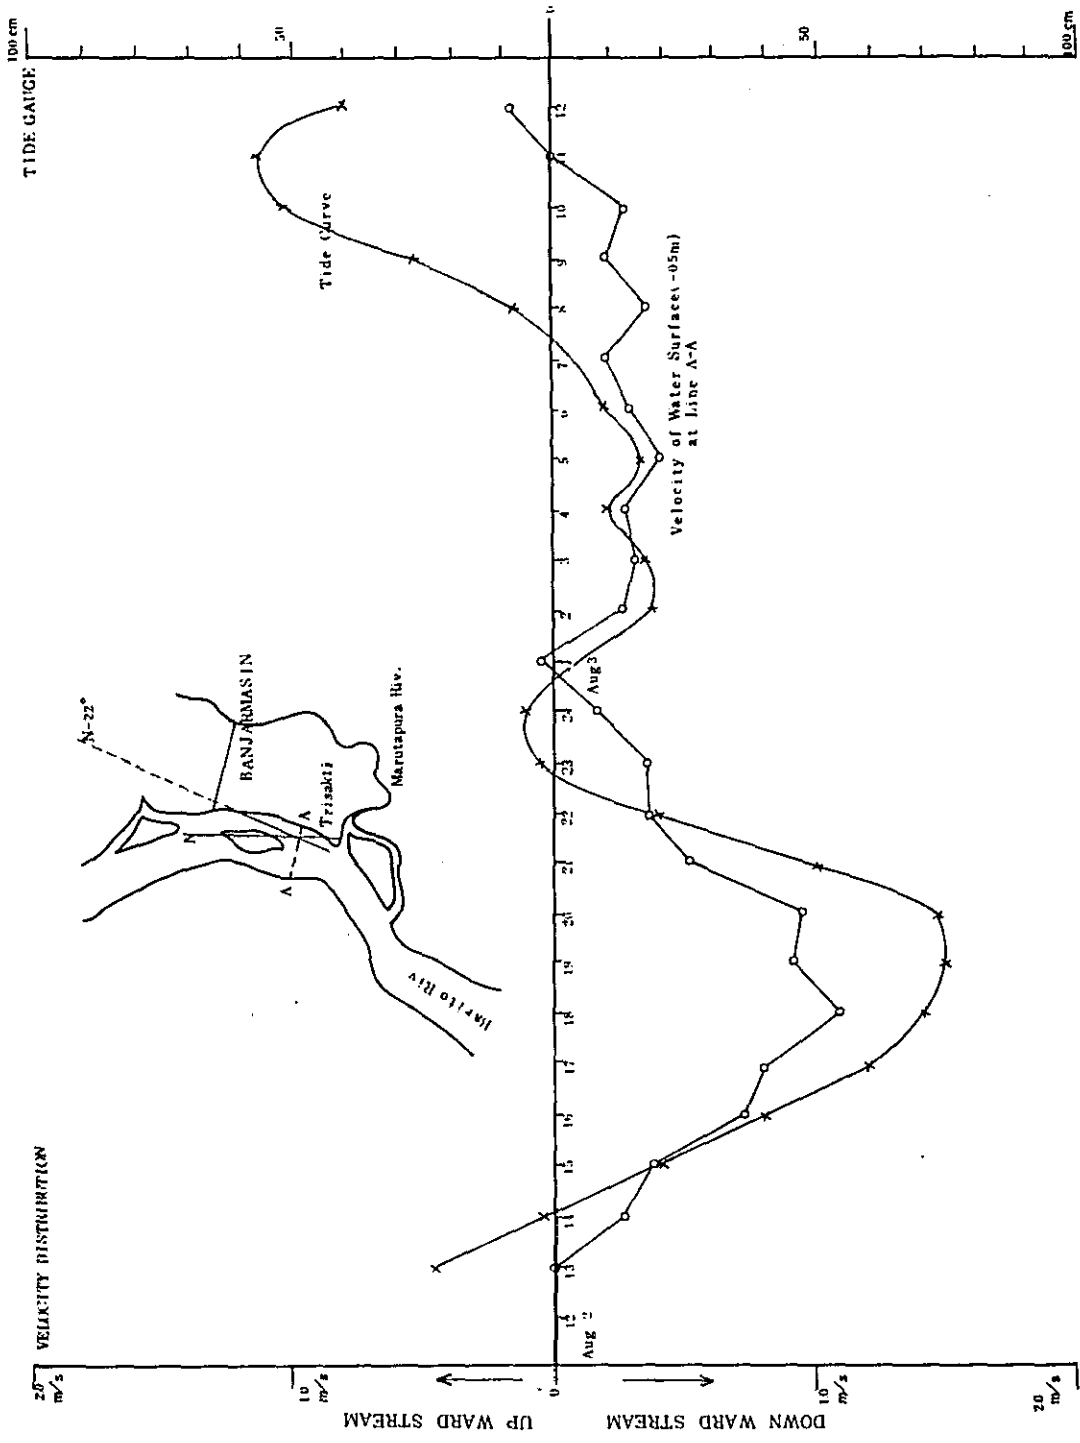 VELOCITY DISTRIBUTION
TIDE GAUGE
20
m/s
10
m/s
0
10
m/s
20
m/s
UP WARD STREAM
DOWN WARD STREAM
100 cm
50
0
50
100 cm
N-22°
BANJARMASIN
N
A
A
Trisakti
Marutapura Riv.
Barito Riv
Tide Curve
12
13
14
15
16
17
18
19
20
21
22
23
24
1
2
3
4
5
6
7
8
9
10
11
12
Aug 2
Aug 3
Velocity of Water Surface(-05m)
at Line A-A